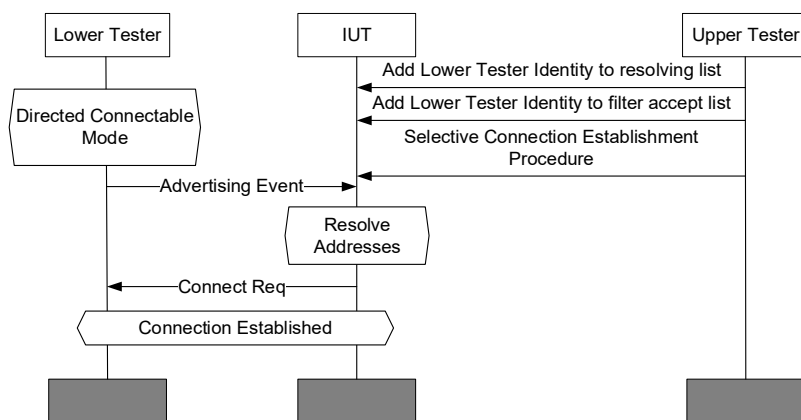 Lower Tester
IUT
Upper Tester
Add Lower Tester Identity to resolving list
Directed Connectable
Mode
Add Lower Tester Identity to filter accept list
Selective Connection Establishment
Procedure
Advertising Event
Resolve
Addresses
Connect Req
Connection Established